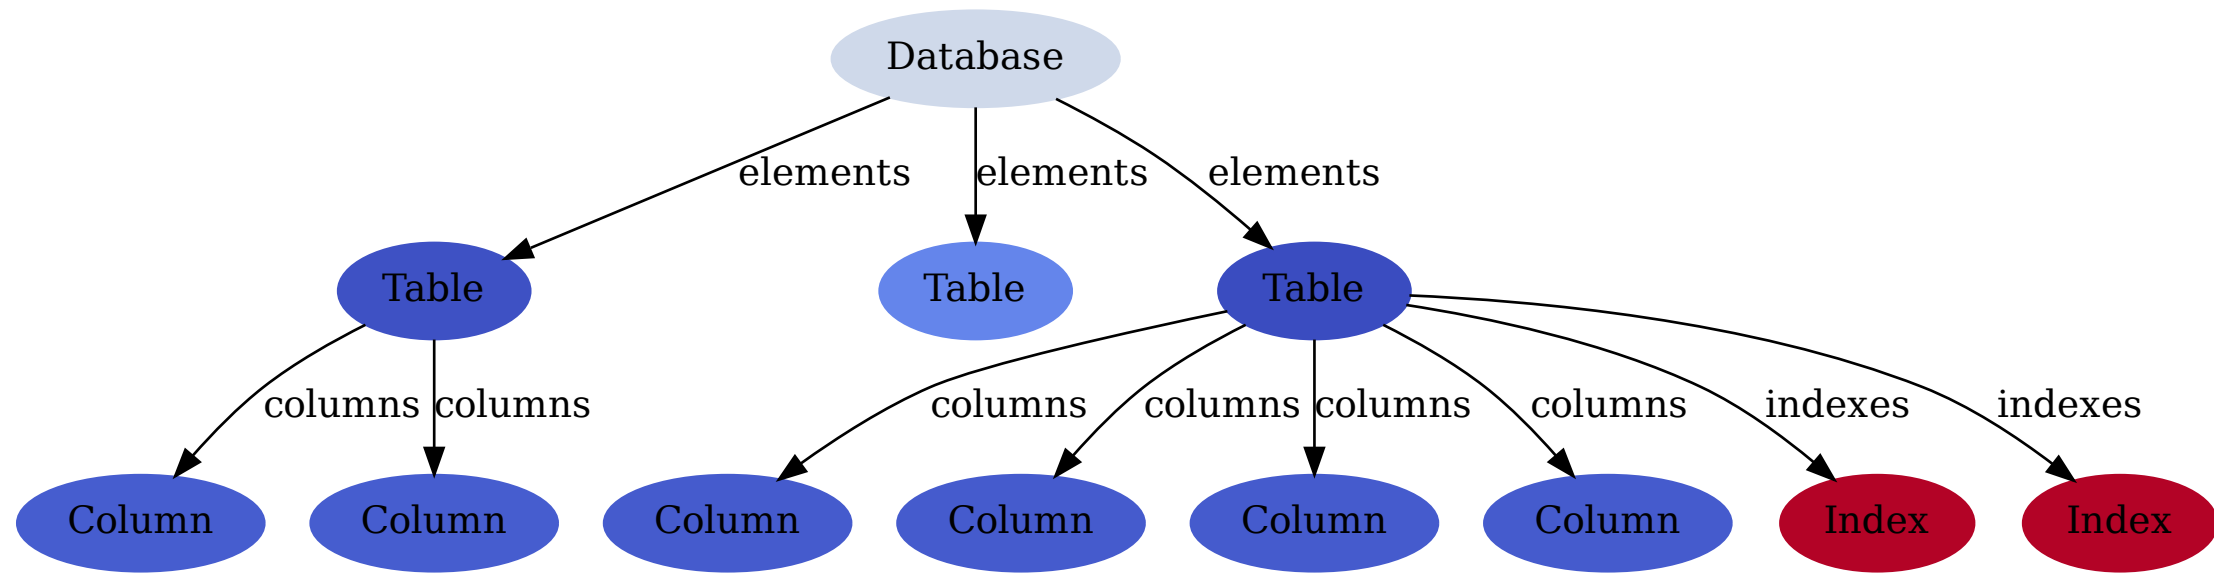 Database
elements
elements
elements
Table
Table
Table
columns
columns
columns
columns
columns
columns
indexes
indexes
Column
Column
Column
Column
Column
Column
Index
Index